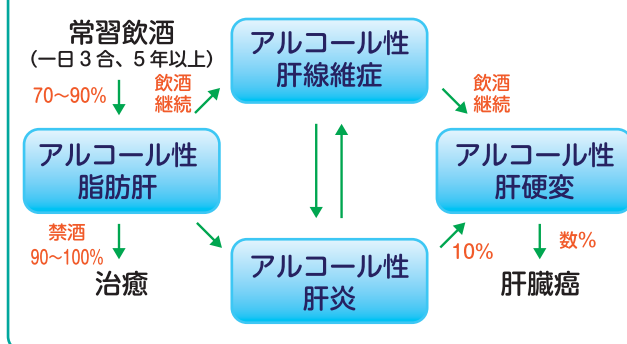 常習飲酒
（一日3合、5年以上）
70〜90%
飲酒
継続
アルコール性
肝線維症
飲酒
継続
アルコール性
脂肪肝
アルコール性
肝硬変
禁酒
90〜100%
治癒
アルコール性
肝炎
10%
数%
肝臓癌